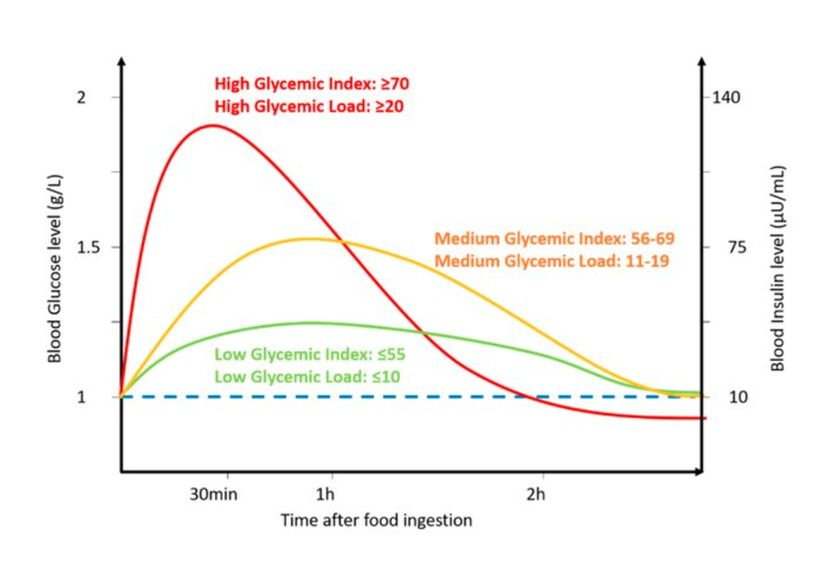 High Glycemic Index: ≥70
High Glycemic Load: ≥20
2
140
Blood Glucose level (g/L)
Blood Insulin level (µU/mL)
Medium Glycemic Index: 56-69
Medium Glycemic Load: 11-19
1.5
75
Low Glycemic Index: ≤55
Low Glycemic Load: ≤10
1
10
30min
1h
2h
Time after food ingestion